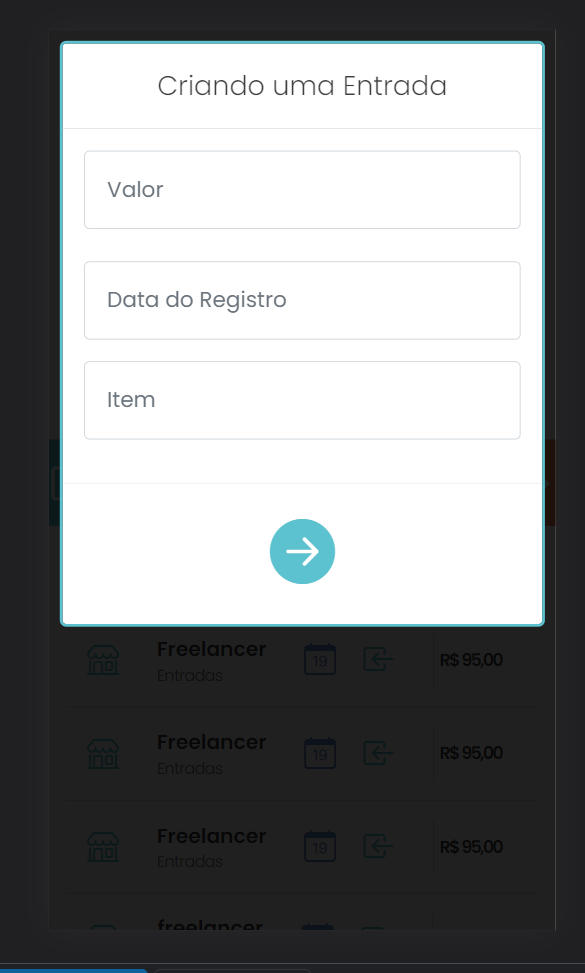 Criando uma Entrada
Valor
Data do Registro
Item
Freelancer
Entradas
19
R$ 95,00
Freelancer
Entradas
19
R$ 95,00
Freelancer
Entradas
19
R$ 95,00
freelancer